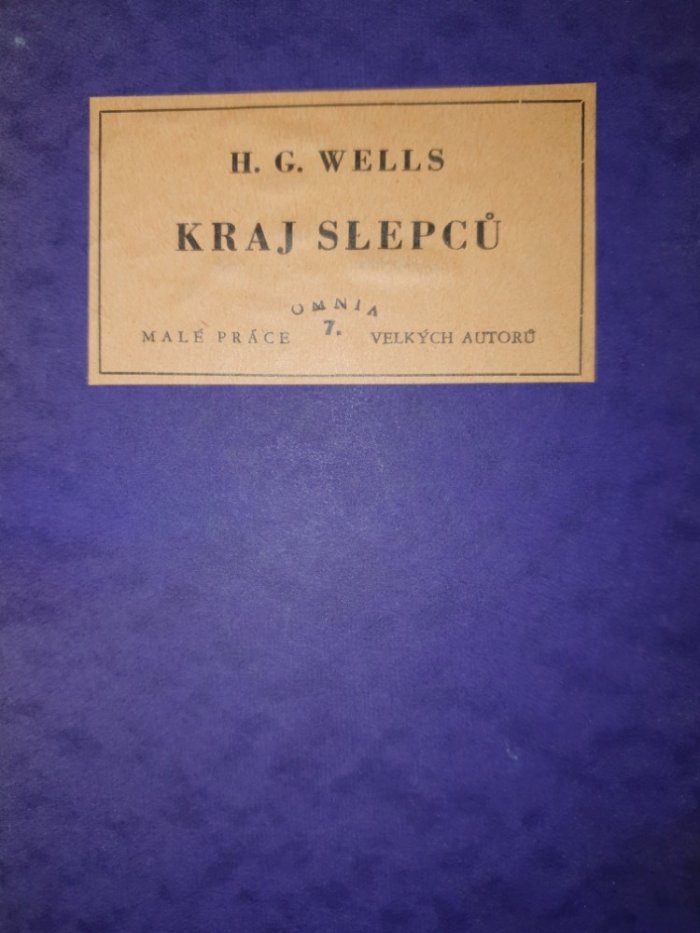 H. G. WELLS
KRAJ SLEPCŮ
OMNIA
MALÉ PRÁCE 7. VELKÝCH AUTORŮ